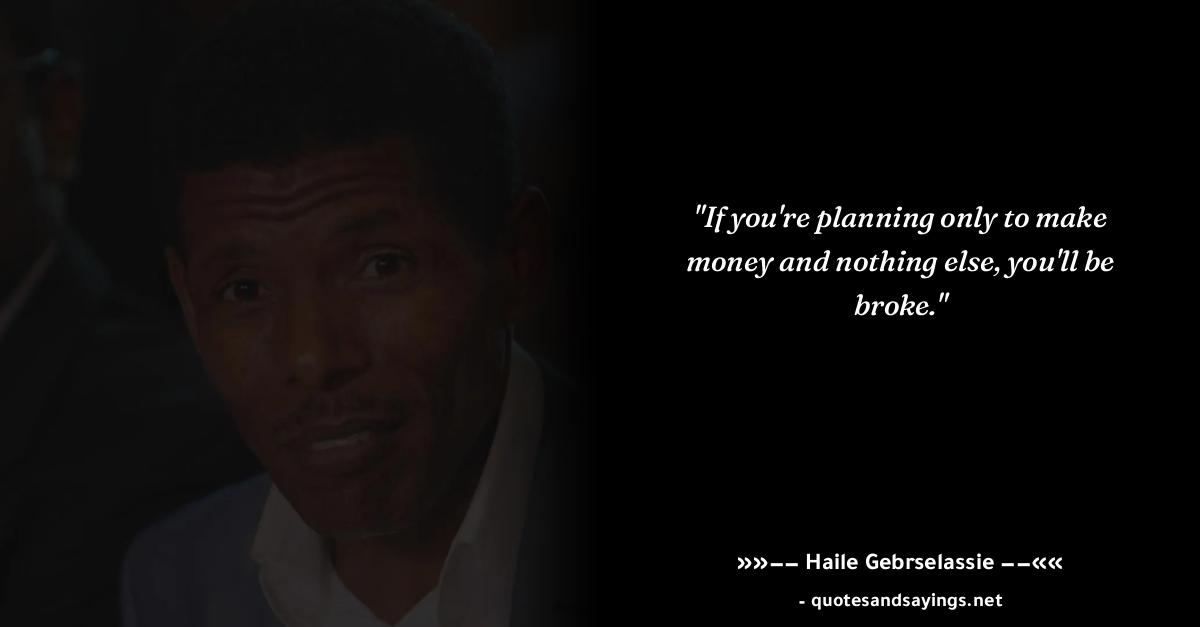 "If you're planning only to make
money and nothing else, you'll be
broke."
»»−− Haile Gebrselassie −−««
- quotesandsayings.net